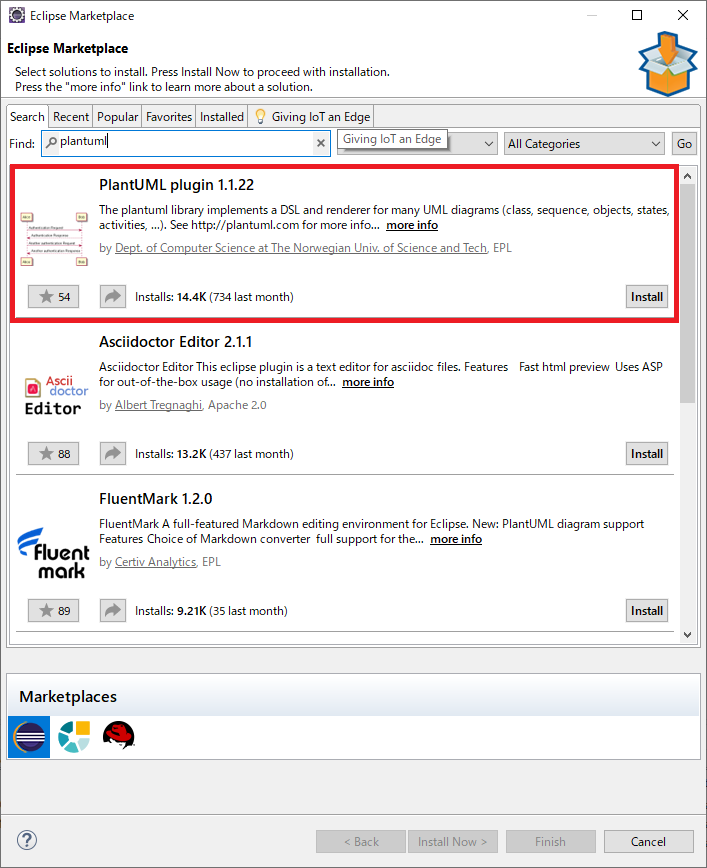 Eclipse Marketplace
Eclipse Marketplace
Select solutions to install. Press Install Now to proceed with installation.
Press the "more info" link to learn more about a solution.
Search Recent Popular Favorites Installed Giving IoT an Edge
Find: plantuml Giving IoT an Edge All Categories Go
PlantUML plugin 1.1.22
The plantuml library implements a DSL and renderer for many UML diagrams (class, sequence, objects, states,
activities, ...). See http://plantuml.com for more info... more info
by Dept. of Computer Science at The Norwegian Univ. of Science and Tech, EPL
54 Installs: 14.4K (734 last month) Install
Asciidoctor Editor 2.1.1
Asciidoctor Editor This eclipse plugin is a text editor for asciidoc files. Features Fast html preview Uses ASP
for out-of-the-box usage (no installation of... more info
Ascii
doctor
Editor
by Albert Tregnaghi, Apache 2.0
88 Installs: 13.2K (437 last month) Install
FluentMark 1.2.0
FluentMark A full-featured Markdown editing environment for Eclipse. New: PlantUML diagram support
Features Choice of Markdown converter full support for the... more info
Fluent
mark
by Certiv Analytics, EPL
89 Installs: 9.21K (35 last month) Install
Marketplaces
? < Back Install Now > Finish Cancel